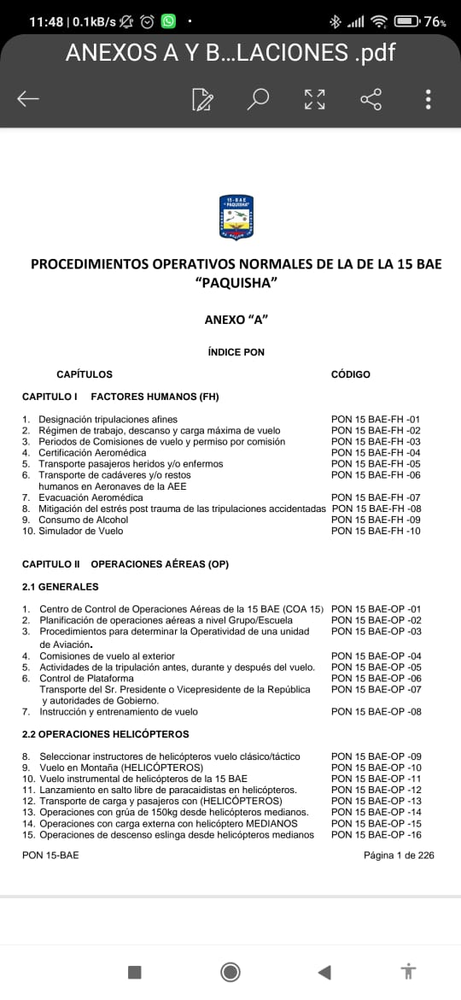 11:48 | 0.1kB/s
76%
ANEXOS A Y B...LACIONES .pdf
15 - B A E
"PAQUISHA"
PROCEDIMIENTOS OPERATIVOS NORMALES DE LA DE LA 15 BAE
“PAQUISHA”
ANEXO “A”
ÍNDICE PON
CAPÍTULOS CÓDIGO
CAPITULO I FACTORES HUMANOS (FH)
1. Designación tripulaciones afines PON 15 BAE-FH -01
2. Régimen de trabajo, descanso y carga máxima de vuelo PON 15 BAE-FH -02
3. Periodos de Comisiones de vuelo y permiso por comisión PON 15 BAE-FH -03
4. Certificación Aeromédica PON 15 BAE-FH -04
5. Transporte pasajeros heridos y/o enfermos PON 15 BAE-FH -05
6. Transporte de cadáveres y/o restos PON 15 BAE-FH -06
humanos en Aeronaves de la AEE
7. Evacuación Aeromédica PON 15 BAE-FH -07
8. Mitigación del estrés post trauma de las tripulaciones accidentadas PON 15 BAE-FH -08
9. Consumo de Alcohol PON 15 BAE-FH -09
10. Simulador de Vuelo PON 15 BAE-FH -10
CAPITULO II OPERACIONES AÉREAS (OP)
2.1 GENERALES
1. Centro de Control de Operaciones Aéreas de la 15 BAE (COA 15) PON 15 BAE-OP -01
2. Planificación de operaciones aéreas a nivel Grupo/Escuela PON 15 BAE-OP -02
3. Procedimientos para determinar la Operatividad de una unidad PON 15 BAE-OP -03
de Aviación.
4. Comisiones de vuelo al exterior PON 15 BAE-OP -04
5. Actividades de la tripulación antes, durante y después del vuelo. PON 15 BAE-OP -05
6. Control de Plataforma PON 15 BAE-OP -06
Transporte del Sr. Presidente o Vicepresidente de la República PON 15 BAE-OP -07
y autoridades de Gobierno.
7. Instrucción y entrenamiento de vuelo PON 15 BAE-OP -08
2.2 OPERACIONES HELICÓPTEROS
8. Seleccionar instructores de helicópteros vuelo clásico/táctico PON 15 BAE-OP -09
9. Vuelo en Montaña (HELICÓPTEROS) PON 15 BAE-OP -10
10. Vuelo instrumental de helicópteros de la 15 BAE PON 15 BAE-OP -11
11. Lanzamiento en salto libre de paracaidistas en helicópteros. PON 15 BAE-OP -12
12. Transporte de carga y pasajeros con (HELICÓPTEROS) PON 15 BAE-OP -13
13. Operaciones con grúa de 150kg desde helicópteros medianos. PON 15 BAE-OP -14
14. Operaciones con carga externa con helicóptero MEDIANOS PON 15 BAE-OP -15
15. Operaciones de descenso eslinga desde helicópteros medianos PON 15 BAE-OP -16
PON 15-BAE Página 1 de 226